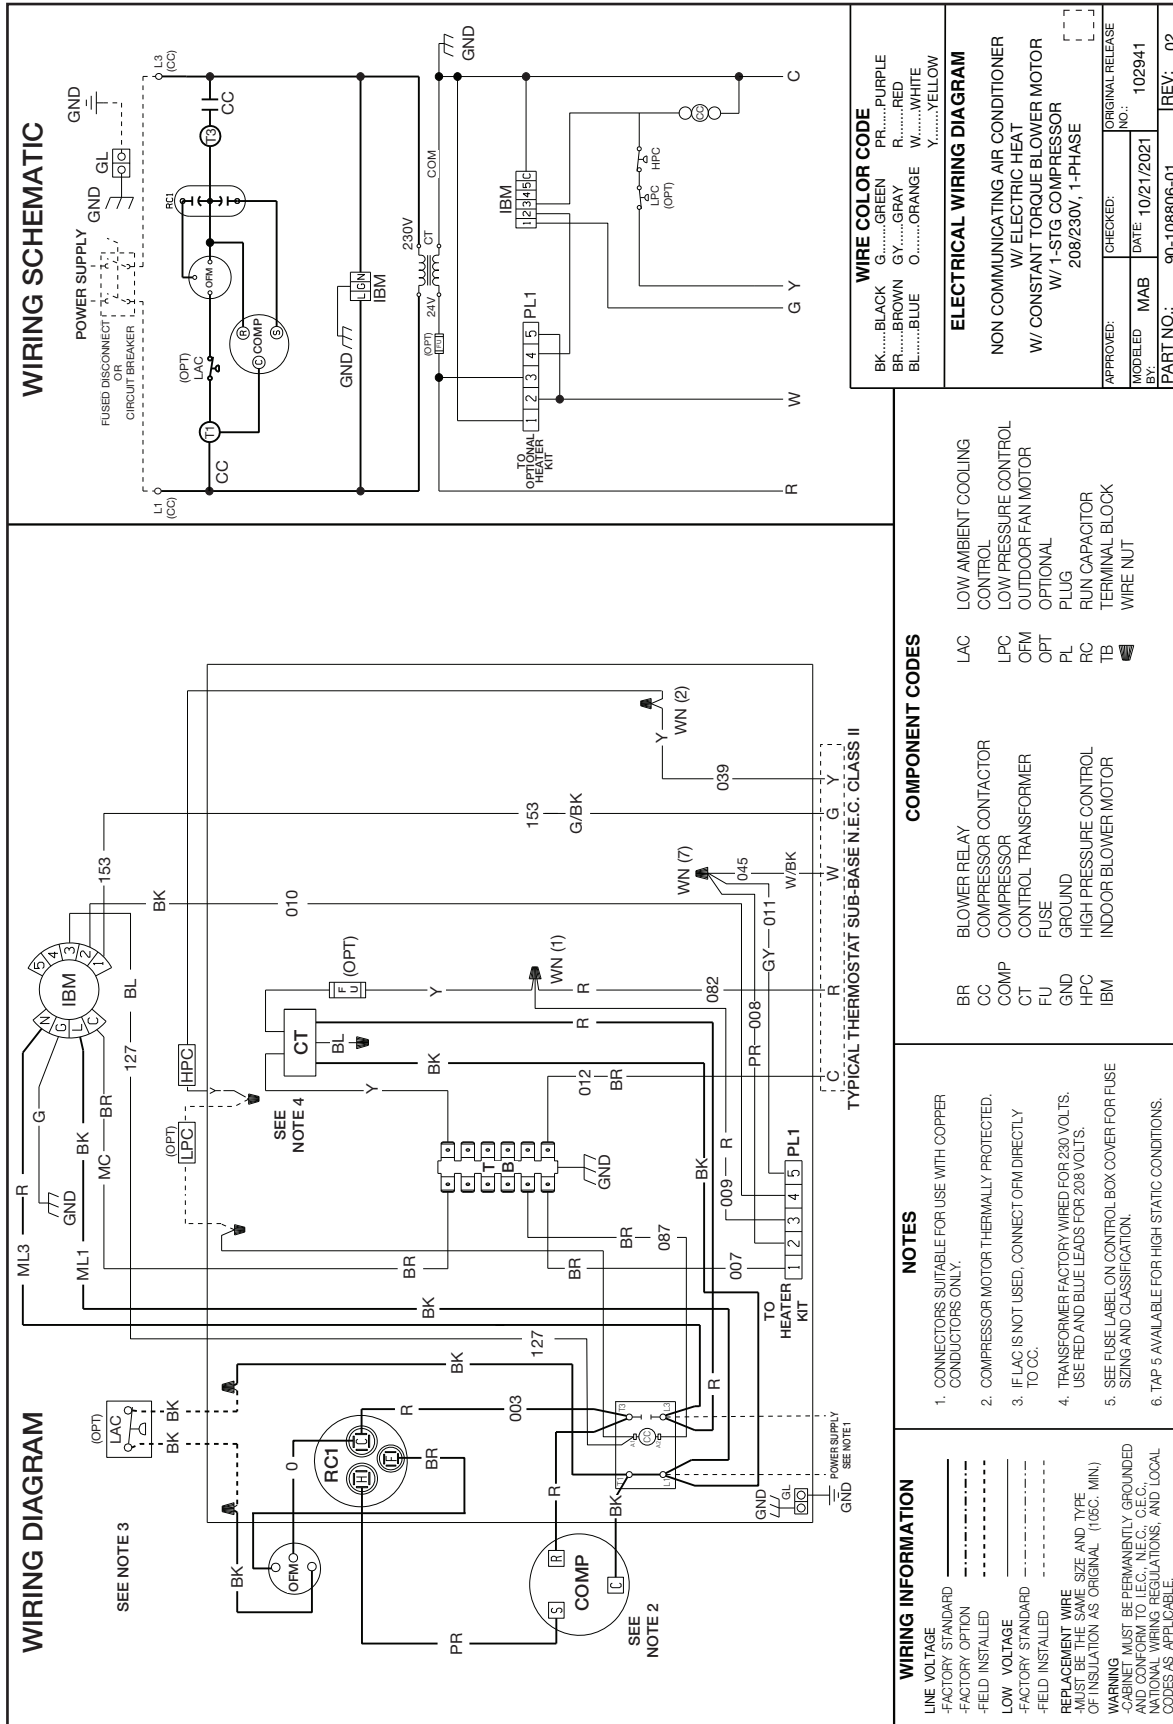 WIRING DIAGRAM
SEE NOTE 3
(OPT)
LAC
BK
BK
BK
BK
OFM
O
RC1
H
C
F
BR
PR
S
COMP
R
C
SEE
NOTE 2
R
BK
R
003
BK
127
BK
T3
L3
CC
T1
L1
R
GND
GL
GND
POWER SUPPLY
SEE NOTE 1
ML3
R
G
GND
ML1
BK
MC
BR
127
BL
N
G
L
C
IBM
5
4
3
2
1
153
BK
010
(OPT)
LPC
HPC
Y
SEE
NOTE 4
CT
BL
Y
BK
R
F U
(OPT)
Y
WN (1)
R
082
T B
GND
012
BR
BR
BR
BR
087
007
009
R
BK
PR
008
GY
011
WN (7)
045
W/BK
153
G/BK
Y
WN (2)
039
TO
HEATER
KIT
1 2 3 4 5
PL1
C R W G Y
TYPICAL THERMOSTAT SUB-BASE N.E.C. CLASS II
WIRING SCHEMATIC
POWER SUPPLY
FUSED DISCONNECT
OR
CIRCUIT BREAKER
GND
GL
GND
L1
(CC)
L3
(CC)
CC
T1
(OPT)
LAC
OFM
RC1
T3
CC
C
COMP
R
S
GND
L G N
IBM
230V
24V
CT
(OPT)
FU
COM
GND
TO
OPTIONAL
HEATER
KIT
1 2 3 4 5
PL1
IBM
1 2 3 4 5 C
LPC
(OPT)
HPC
CC
R
W
G
Y
C
WIRING INFORMATION
LINE VOLTAGE
-FACTORY STANDARD
-FACTORY OPTION
-FIELD INSTALLED
LOW VOLTAGE
-FACTORY STANDARD
-FIELD INSTALLED
REPLACEMENT WIRE
-MUST BE THE SAME SIZE AND TYPE
OF INSULATION AS ORIGINAL (105C. MIN.)
WARNING
-CABINET MUST BE PERMANENTLY GROUNDED
AND CONFORM TO I.E.C., N.E.C., C.E.C.,
NATIONAL WIRING REGULATIONS, AND LOCAL
CODES AS APPLICABLE.
NOTES
1. CONNECTORS SUITABLE FOR USE WITH COPPER
CONDUCTORS ONLY.
2. COMPRESSOR MOTOR THERMALLY PROTECTED.
3. IF LAC IS NOT USED, CONNECT OFM DIRECTLY
TO CC.
4. TRANSFORMER FACTORY WIRED FOR 230 VOLTS.
USE RED AND BLUE LEADS FOR 208 VOLTS.
5. SEE FUSE LABEL ON CONTROL BOX COVER FOR FUSE
SIZING AND CLASSIFICATION.
6. TAP 5 AVAILABLE FOR HIGH STATIC CONDITIONS.
COMPONENT CODES
BR BLOWER RELAY
CC COMPRESSOR CONTACTOR
COMP COMPRESSOR
CT CONTROL TRANSFORMER
FU FUSE
GND GROUND
HPC HIGH PRESSURE CONTROL
IBM INDOOR BLOWER MOTOR
LAC LOW AMBIENT COOLING
CONTROL
LPC LOW PRESSURE CONTROL
OFM OUTDOOR FAN MOTOR
OPT OPTIONAL
PL PLUG
RC RUN CAPACITOR
TB TERMINAL BLOCK
WIRE NUT
WIRE COLOR CODE
BK.....BLACK G.....GREEN PR.....PURPLE
BR.....BROWN GY....GRAY R.....RED
BL.....BLUE O.....ORANGE W.....WHITE
Y.......YELLOW
ELECTRICAL WIRING DIAGRAM
NON COMMUNICATING AIR CONDITIONER
W/ ELECTRIC HEAT
W/ CONSTANT TORQUE BLOWER MOTOR
W/ 1-STG COMPRESSOR
208/230V, 1-PHASE
APPROVED:
CHECKED:
ORIGINAL RELEASE
NO.: 102941
MODELED
BY: MAB
DATE: 10/21/2021
PART NO.: 90-108806-01
REV: 02